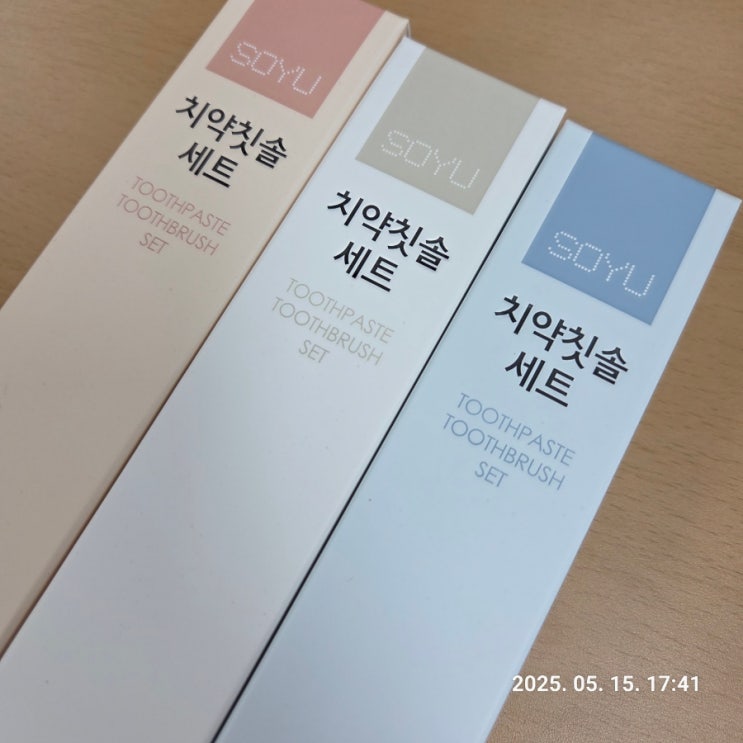 SOYU
치약칫솔
세트
TOOTHPASTE
TOOTHBRUSH
SET
SOYU
치약칫솔
세트
TOOTHPASTE
TOOTHBRUSH
SET
SOYU
치약칫솔
세트
TOOTHPASTE
TOOTHBRUSH
SET
2025. 05. 15. 17:41